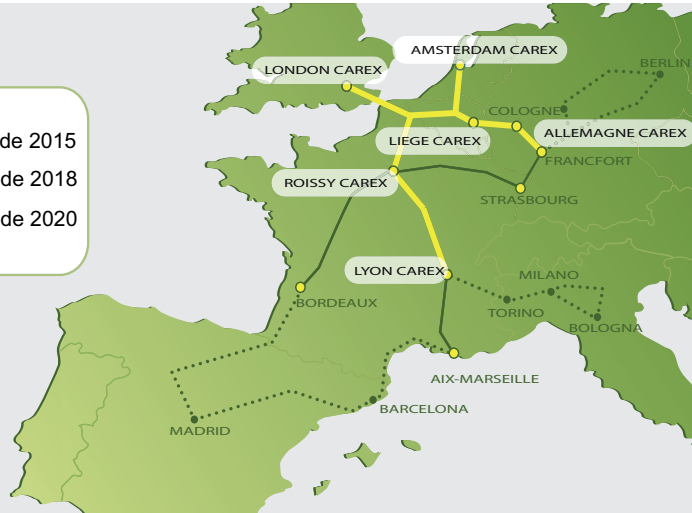 AMSTERDAM CAREX
LONDON CAREX
BERLIN
COLOGNE
de 2015
LIEGE CAREX
ALLEMAGNE CAREX
FRANCFORT
de 2018
ROISSY CAREX
STRASBOURG
de 2020
LYON CAREX
MILANO
BORDEAUX
TORINO
BOLOGNA
AIX-MARSEILLE
BARCELONA
MADRID